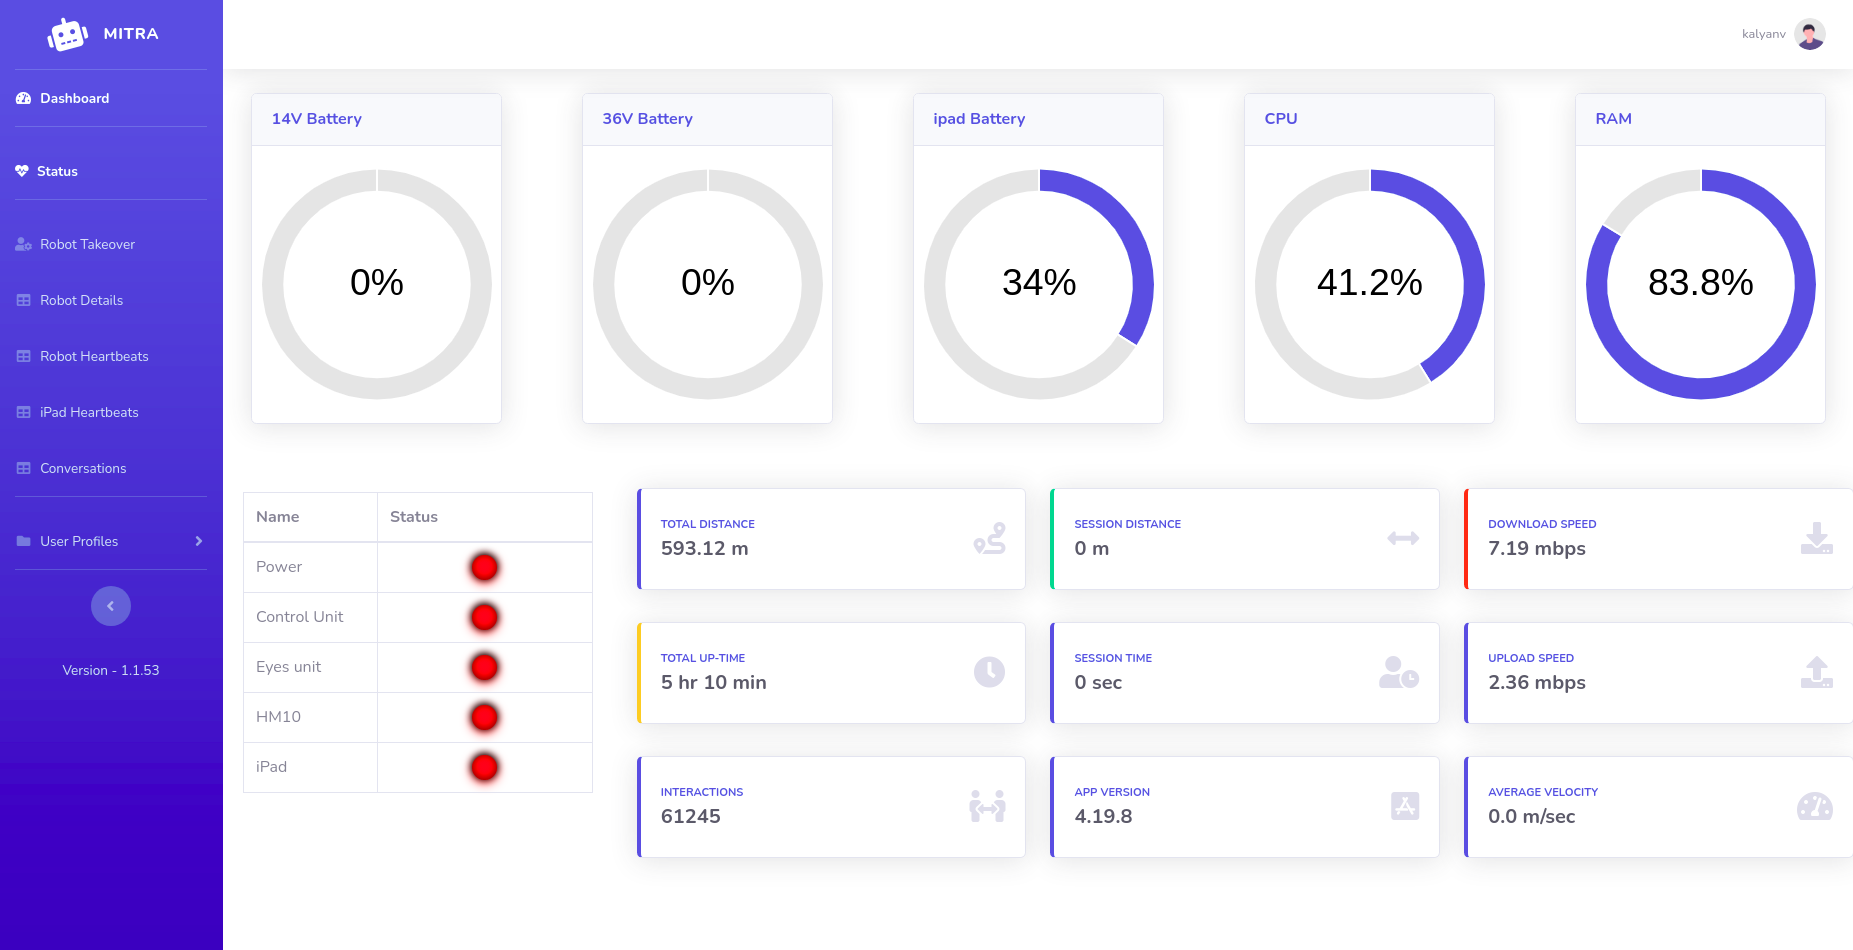 MITRA
kalyanv
Dashboard
Status
Robot Takeover
Robot Details
Robot Heartbeats
iPad Heartbeats
Conversations
User Profiles
Version - 1.1.53
14V Battery
0%
36V Battery
0%
ipad Battery
34%
CPU
41.2%
RAM
83.8%
Name Status
Power
Control Unit
Eyes unit
HM10
iPad
TOTAL DISTANCE
593.12 m
SESSION DISTANCE
0 m
DOWNLOAD SPEED
7.19 mbps
TOTAL UP-TIME
5 hr 10 min
SESSION TIME
0 sec
UPLOAD SPEED
2.36 mbps
INTERACTIONS
61245
APP VERSION
4.19.8
AVERAGE VELOCITY
0.0 m/sec